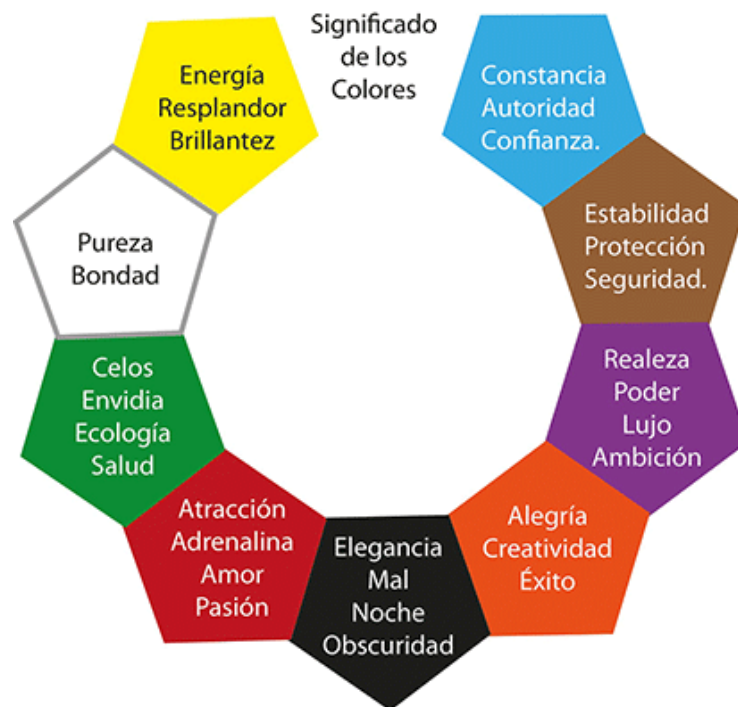 Significado
de los
Colores
Energía
Resplandor
Brillantez
Pureza
Bondad
Celos
Envidia
Ecología
Salud
Atracción
Adrenalina
Amor
Pasión
Elegancia
Mal
Noche
Obscuridad
Alegría
Creatividad
Éxito
Realeza
Poder
Lujo
Ambición
Estabilidad
Protección
Seguridad.
Constancia
Autoridad
Confianza.